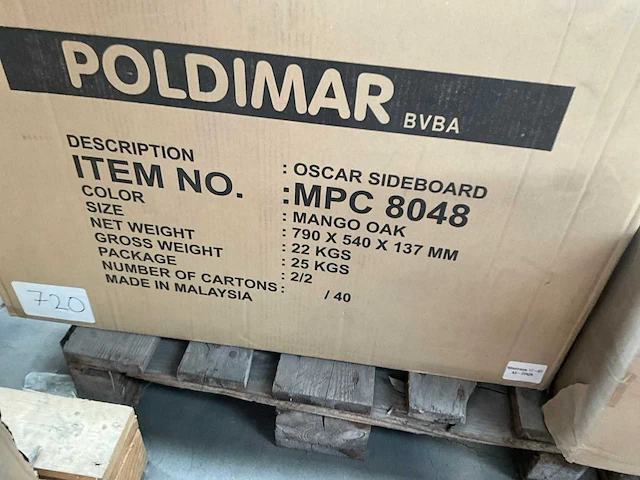 POLDIMAR BVBA
DESCRIPTION : OSCAR SIDEBOARD
ITEM NO. : MPC 8048
COLOR : MANGO OAK
SIZE : 790 X 540 X 137 MM
NET WEIGHT : 22 KGS
GROSS WEIGHT : 25 KGS
PACKAGE : 2/2
NUMBER OF CARTONS : / 40
MADE IN MALAYSIA
720